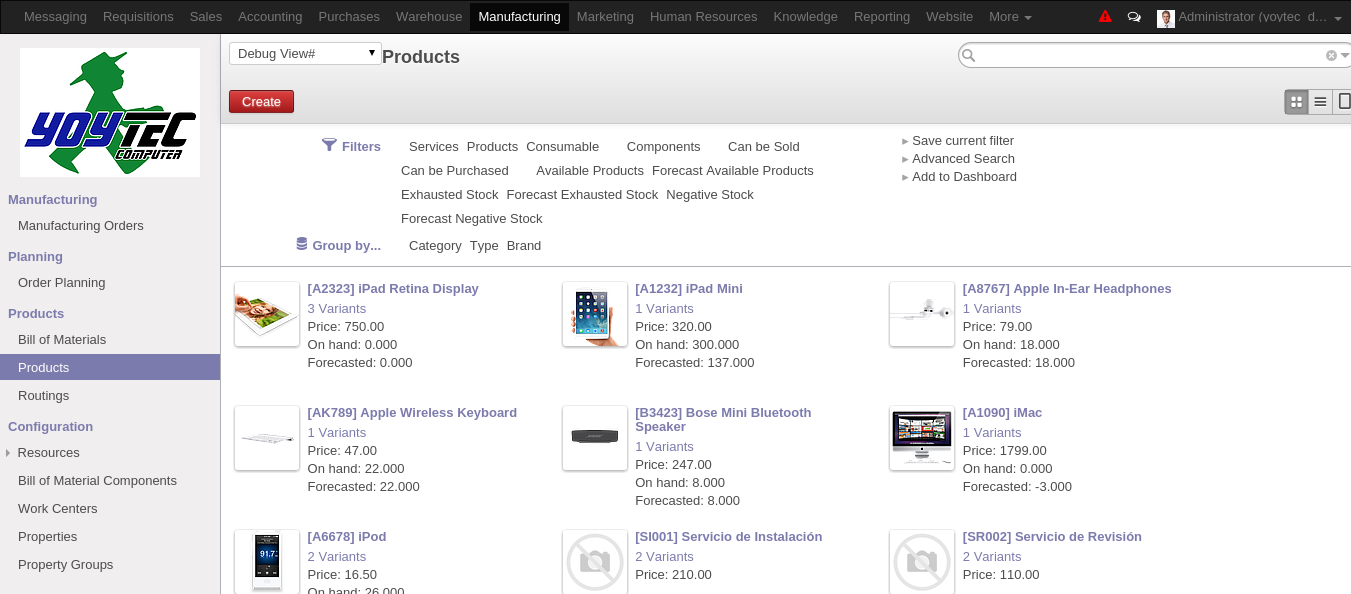 Messaging Requisitions Sales Accounting Purchases Warehouse Manufacturing Marketing Human Resources Knowledge Reporting Website More Administrator (yoytec_d...
Debug View# Products
Create
YOYTEC
COMPUTER
Manufacturing
Manufacturing Orders
Planning
Order Planning
Products
Bill of Materials
Products
Routings
Configuration
Resources
Bill of Material Components
Work Centers
Properties
Property Groups
Filters Services Products Consumable Components Can be Sold
Can be Purchased Available Products Forecast Available Products
Exhausted Stock Forecast Exhausted Stock Negative Stock
Forecast Negative Stock
Group by... Category Type Brand
Save current filter
Advanced Search
Add to Dashboard
[A2323] iPad Retina Display
3 Variants
Price: 750.00
On hand: 0.000
Forecasted: 0.000
[A1232] iPad Mini
1 Variants
Price: 320.00
On hand: 300.000
Forecasted: 137.000
[A8767] Apple In-Ear Headphones
1 Variants
Price: 79.00
On hand: 18.000
Forecasted: 18.000
[AK789] Apple Wireless Keyboard
1 Variants
Price: 47.00
On hand: 22.000
Forecasted: 22.000
[B3423] Bose Mini Bluetooth
Speaker
1 Variants
Price: 247.00
On hand: 8.000
Forecasted: 8.000
[A1090] iMac
1 Variants
Price: 1799.00
On hand: 0.000
Forecasted: -3.000
91.7
[A6678] iPod
2 Variants
Price: 16.50
On hand: 26.000
[SI001] Servicio de Instalación
2 Variants
Price: 210.00
[SR002] Servicio de Revisión
2 Variants
Price: 110.00